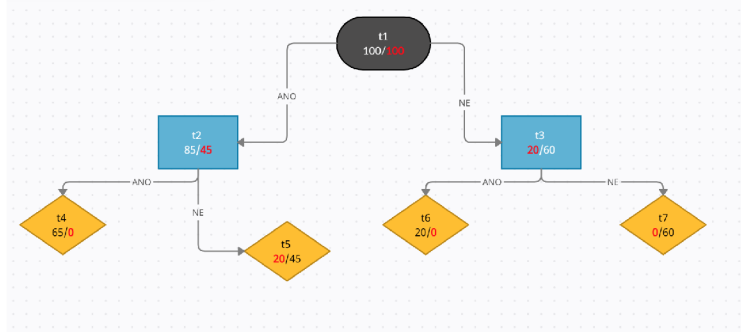 t1
100/100
ANO
NE
t2
85/45
t3
20/60
ANO
NE
ANO
NE
t4
65/0
t5
20/45
t6
20/0
t7
0/60